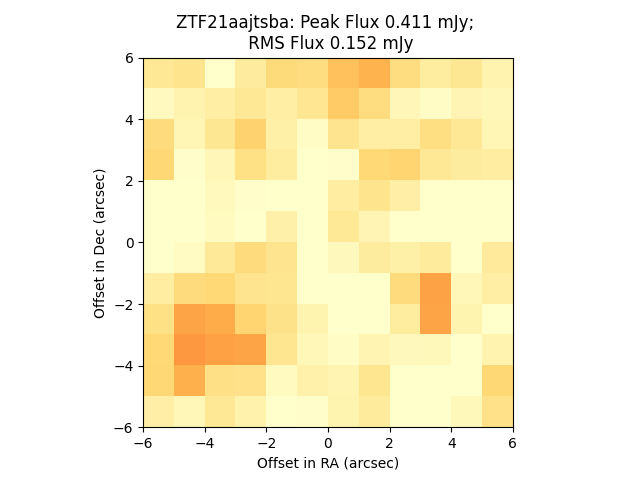 ZTF21aajtsba: Peak Flux 0.411 mJy;
RMS Flux 0.152 mJy
6
4
2
0
−2
−4
−6
Offset in Dec (arcsec)
−6 −4 −2 0 2 4 6
Offset in RA (arcsec)